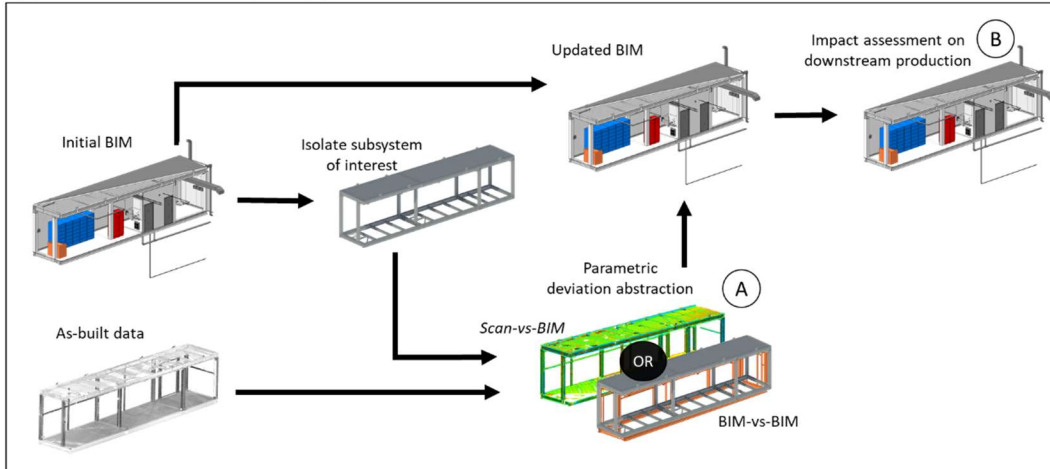 Initial BIM
Isolate subsystem
of interest
Updated BIM
Impact assessment on
downstream production
B
As-built data
Parametric
deviation abstraction
A
Scan-vs-BIM
OR
BIM-vs-BIM